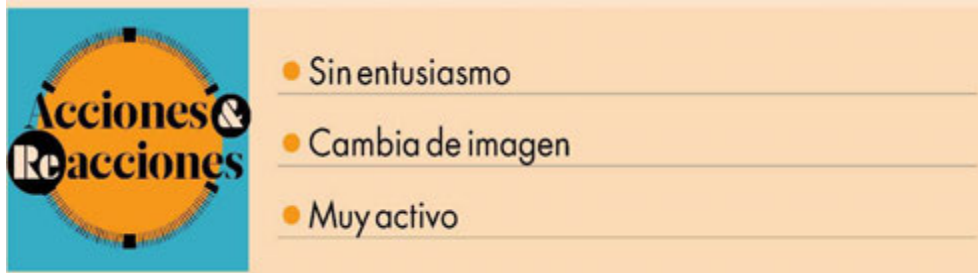 Acciones&
Reacciones
Sin entusiasmo
Cambia de imagen
Muy activo